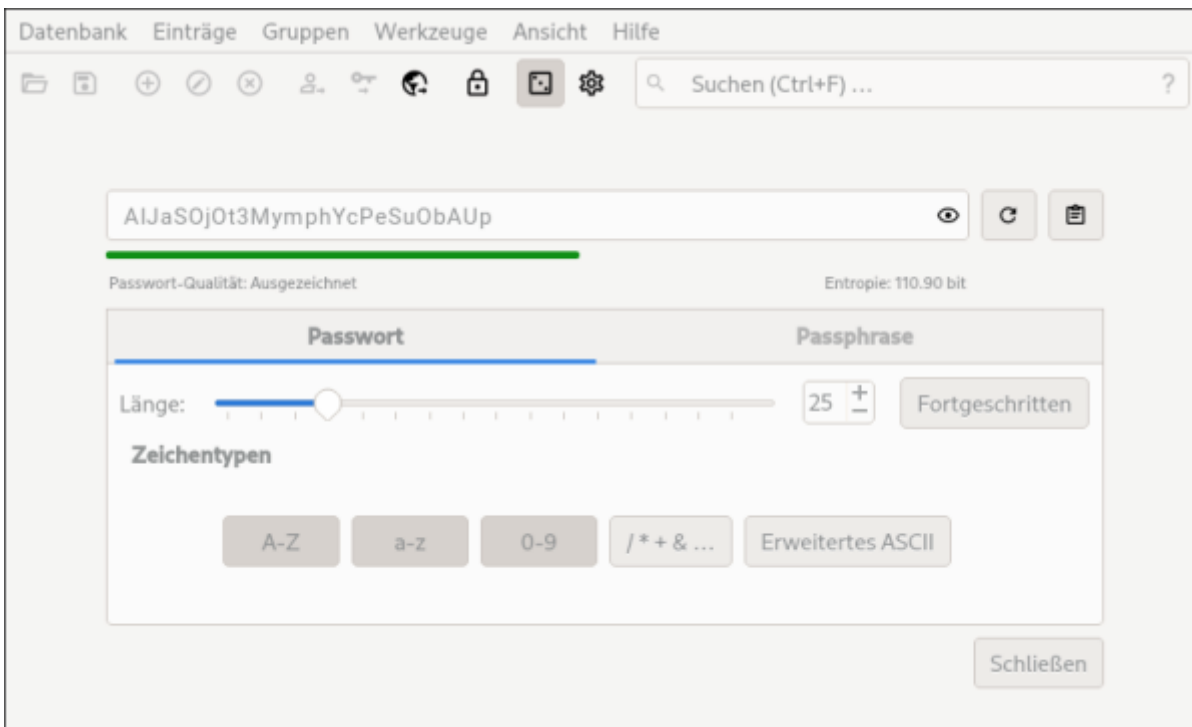 Datenbank Einträge Gruppen Werkzeuge Ansicht Hilfe
Suchen (Ctrl+F) ... ?
AIJaSOjOt3MymphYcPeSuObAUp
Passwort-Qualität: Ausgezeichnet Entropie: 110.90 bit
Passwort Passphrase
Länge: 25 + − Fortgeschritten
Zeichentypen
A-Z a-z 0-9 / * + & ... Erweitertes ASCII
Schließen